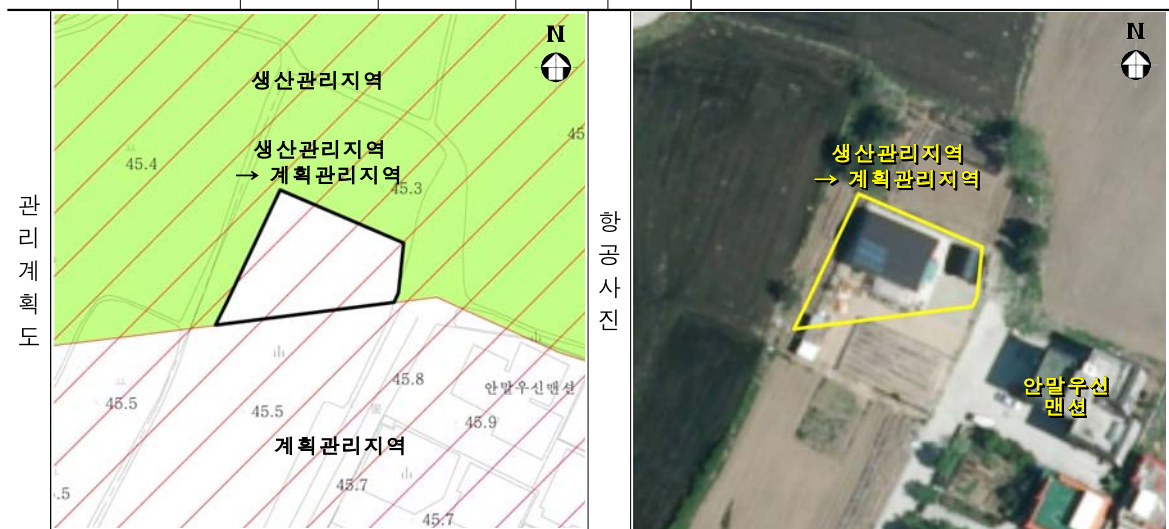 관
리
계
획
도
N
생산관리지역
생산관리지역
→ 계획관리지역
45.4
45.3
45
45.5
45.5
45.8
안말우신맨션
45.9
계획관리지역
.5
45.7
45.7
항
공
사
진
N
생산관리지역
→ 계획관리지역
안말우신
맨션